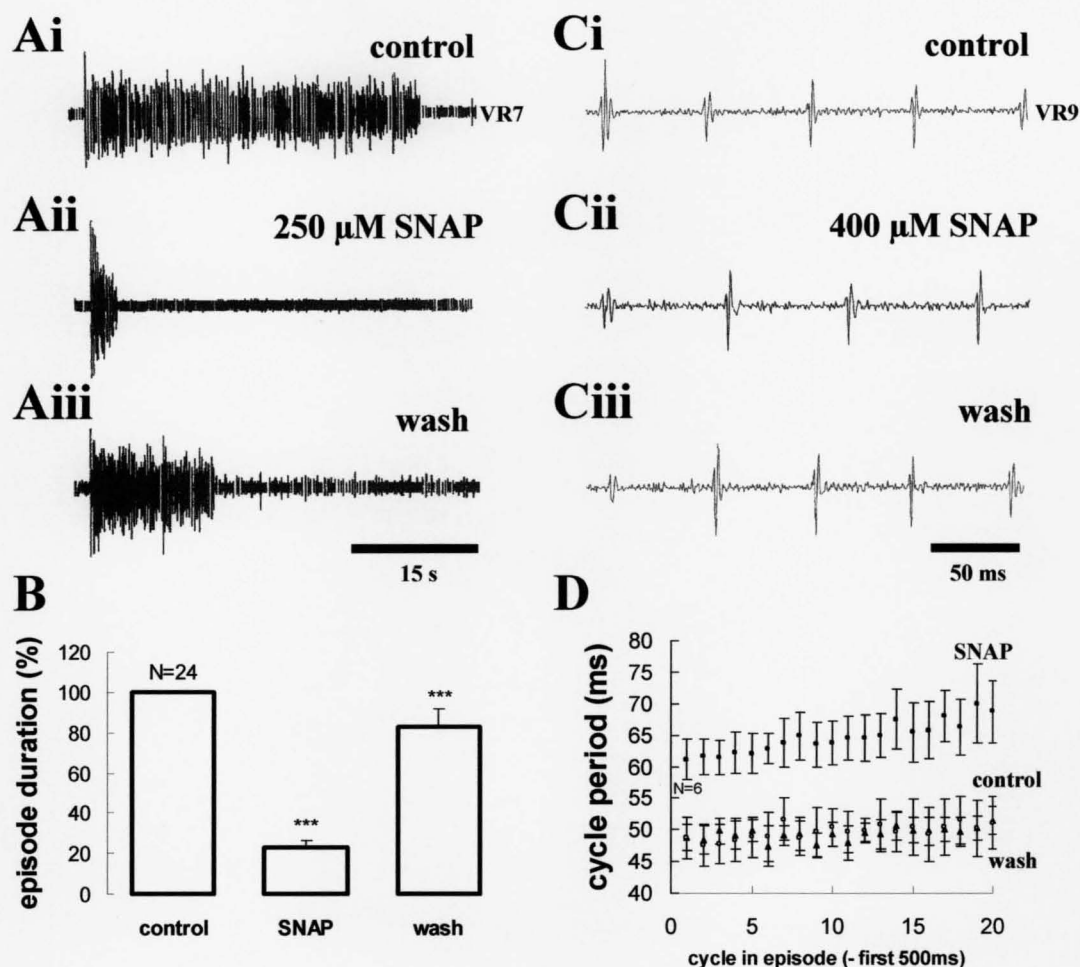 Ai
control
VR7
Aii
250 µM SNAP
Aiii
wash
15 s
Ci
control
VR9
Cii
400 µM SNAP
Ciii
wash
50 ms
B
episode duration (%)
120
100
80
60
40
20
0
N=24
***
***
control SNAP wash
D
cycle period (ms)
80
75
70
65
60
55
50
45
40
SNAP
N=6
control
wash
0 5 10 15 20
cycle in episode (- first 500ms)